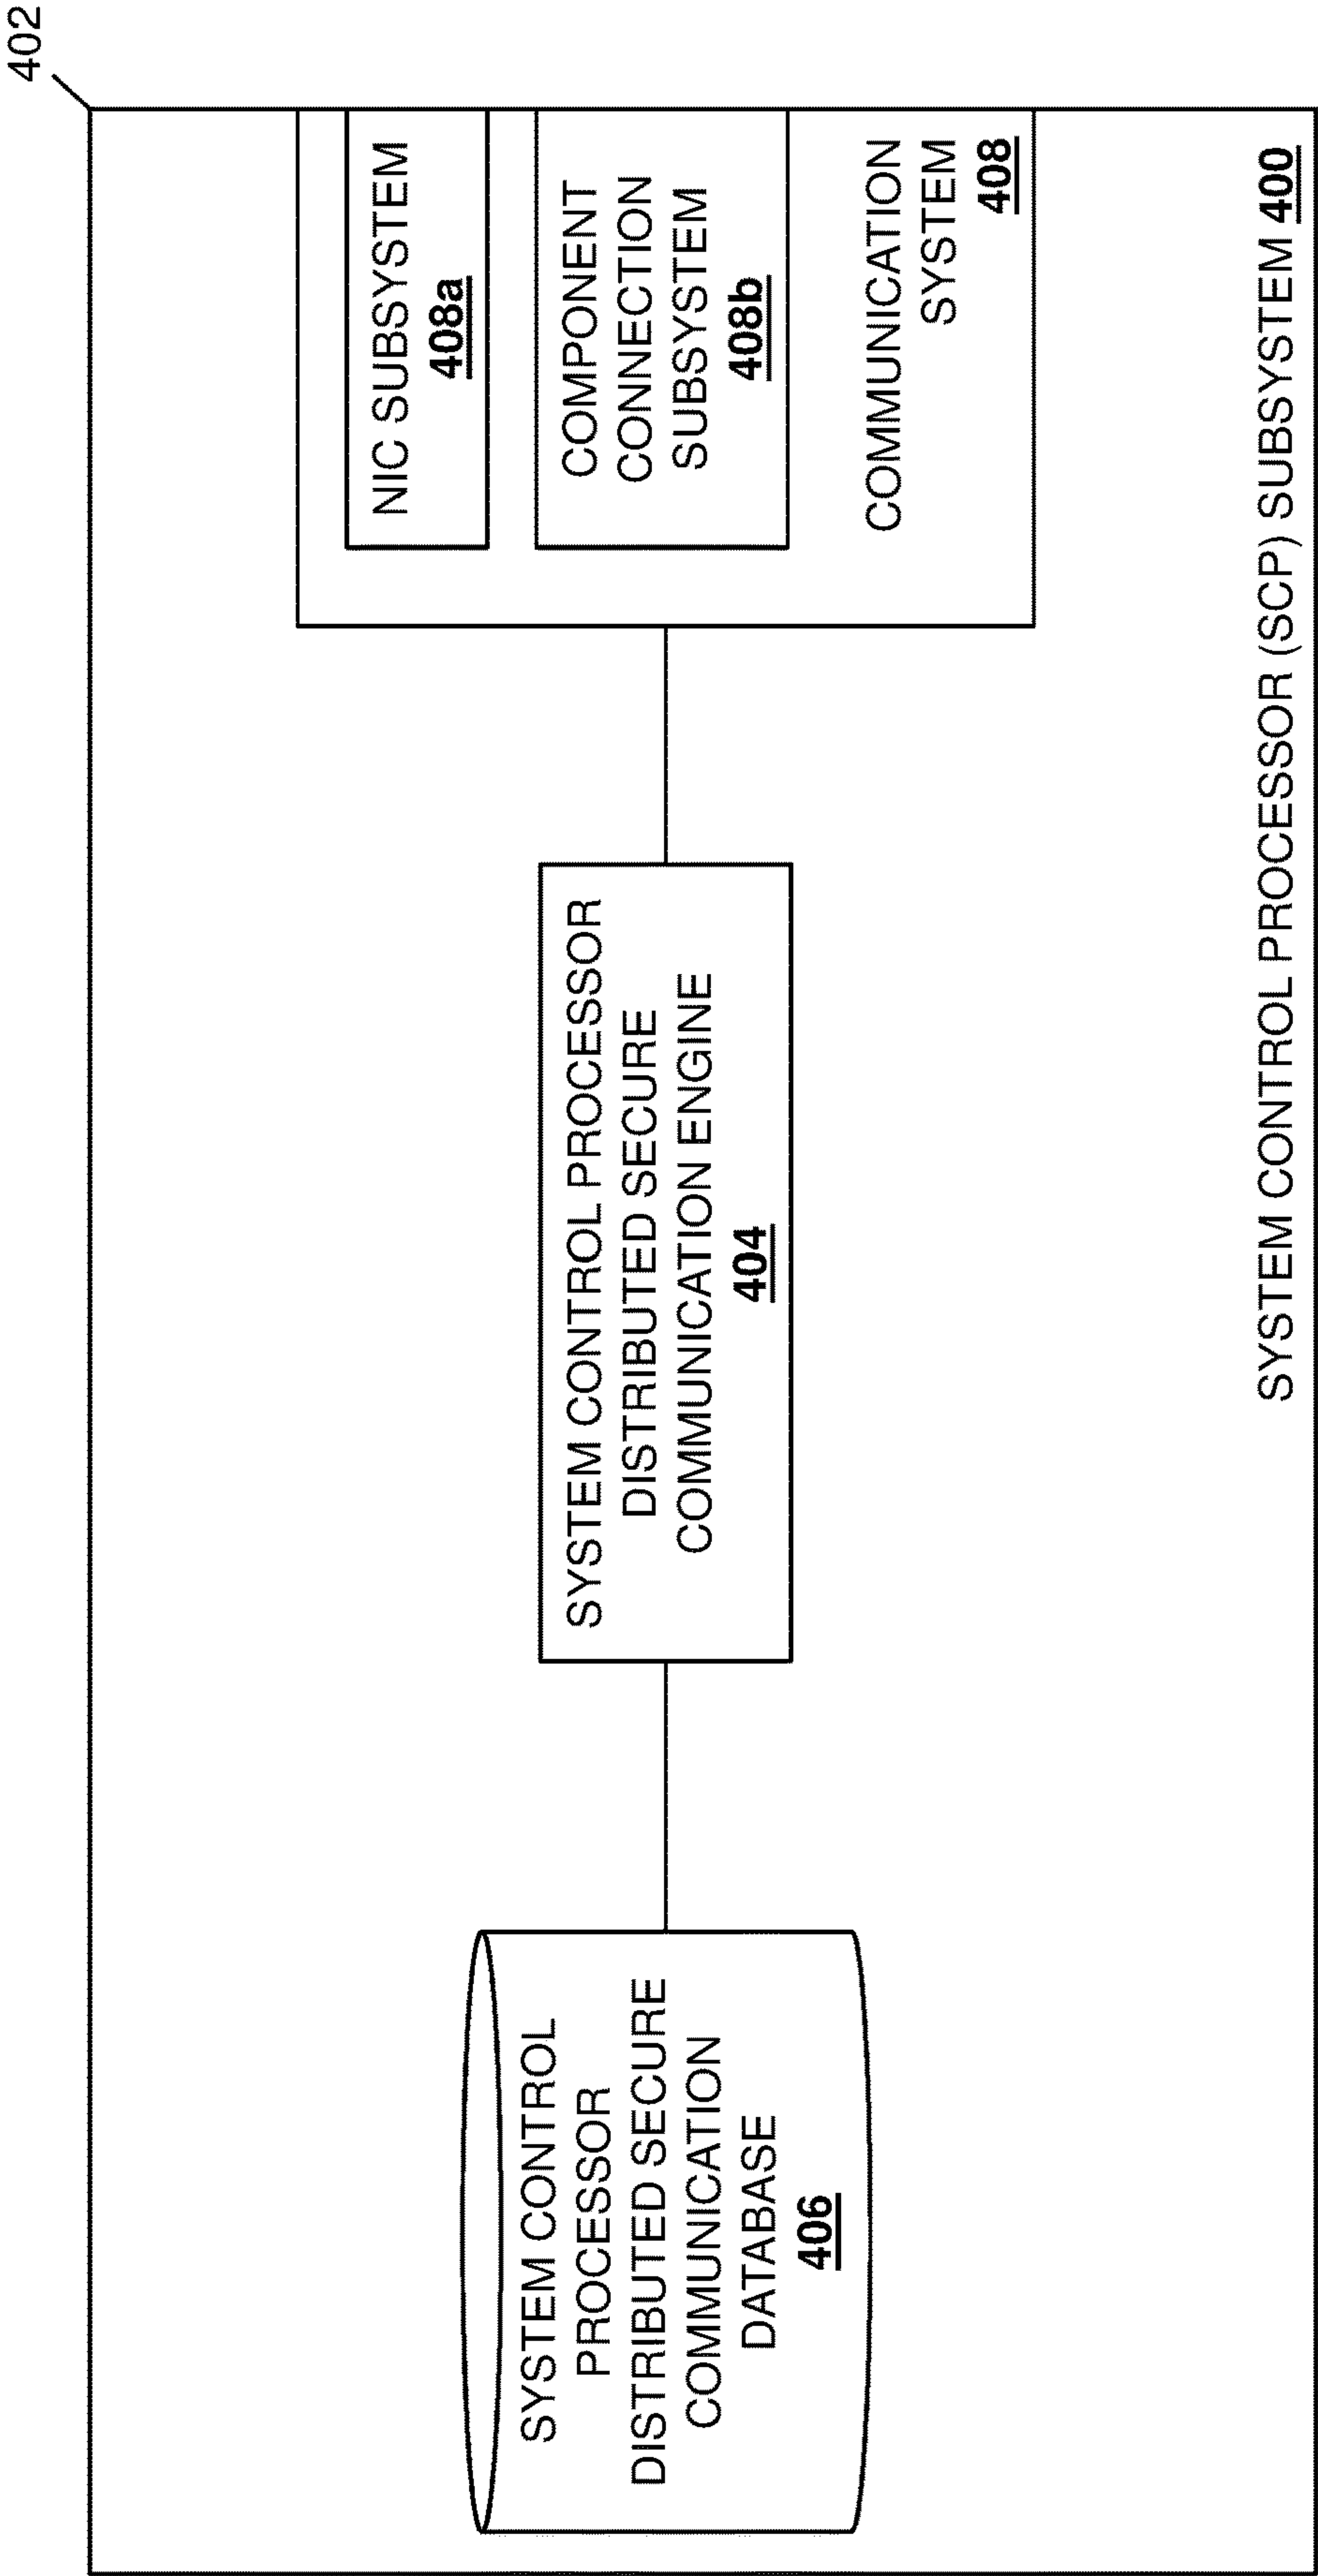 402
SYSTEM CONTROL
PROCESSOR
DISTRIBUTED SECURE
COMMUNICATION
DATABASE
406
SYSTEM CONTROL PROCESSOR
DISTRIBUTED SECURE
COMMUNICATION ENGINE
404
NIC SUBSYSTEM
408a
COMPONENT
CONNECTION
SUBSYSTEM
408b
COMMUNICATION
SYSTEM
408
SYSTEM CONTROL PROCESSOR (SCP) SUBSYSTEM 400